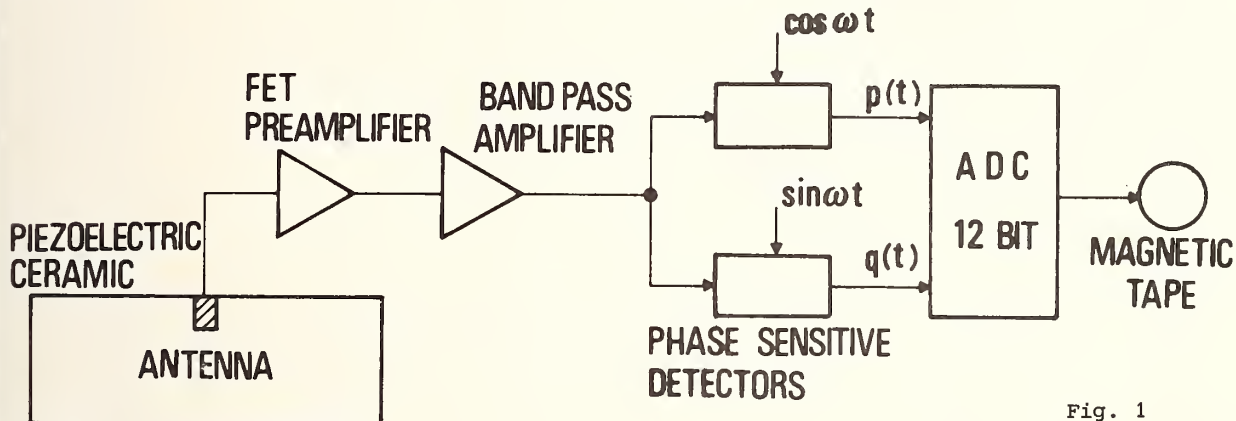 cos ω t
FET
PREAMPLIFIER
BAND PASS
AMPLIFIER
p(t)
ADC
12 BIT
sinωt
q(t)
PIEZOELECTRIC
CERAMIC
MAGNETIC
TAPE
ANTENNA
PHASE SENSITIVE
DETECTORS
Fig. 1